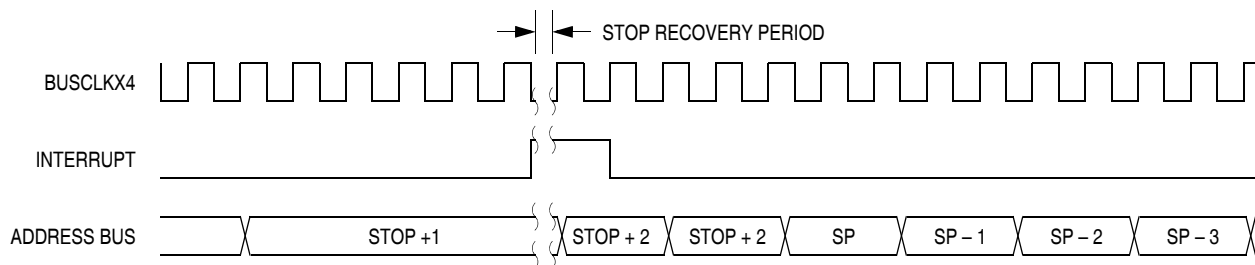 STOP RECOVERY PERIOD
BUSCLKX4
INTERRUPT
ADDRESS BUS STOP +1 STOP + 2 STOP + 2 SP SP – 1 SP – 2 SP – 3